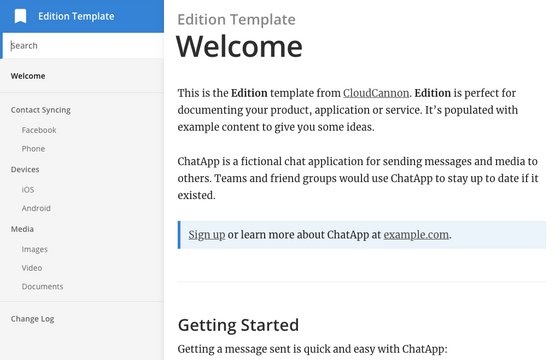 Edition Template
Search
Welcome
Contact Syncing
Facebook
Phone
Devices
iOS
Android
Media
Images
Video
Documents
Change Log
Edition Template
Welcome
This is the Edition template from CloudCannon. Edition is perfect for
documenting your product, application or service. It’s populated with
example content to give you some ideas.
ChatApp is a fictional chat application for sending messages and media to
others. Teams and friend groups would use ChatApp to stay up to date if it
existed.
Sign up or learn more about ChatApp at example.com.
Getting Started
Getting a message sent is quick and easy with ChatApp: